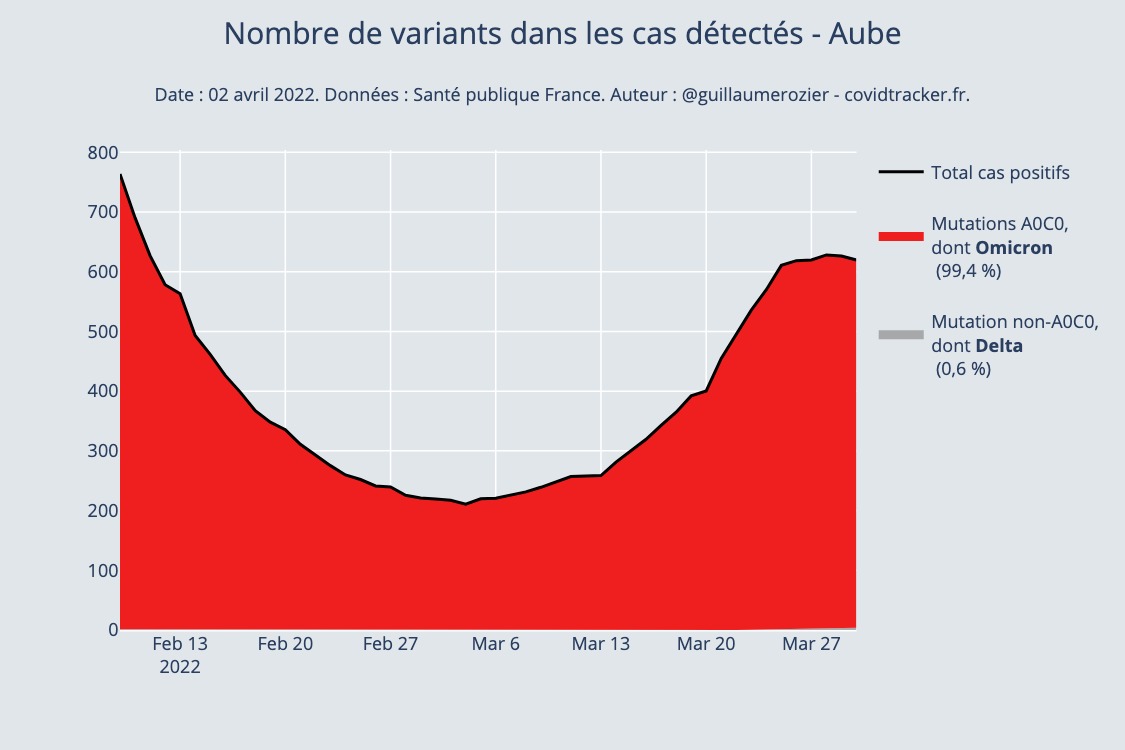 Nombre de variants dans les cas détectés - Aube
Date : 02 avril 2022. Données : Santé publique France. Auteur : @guillaumerozier - covidtracker.fr.
800
700
600
500
400
300
200
100
0
Feb 13
2022
Feb 20
Feb 27
Mar 6
Mar 13
Mar 20
Mar 27
Total cas positifs
Mutations A0C0,
dont Omicron
(99,4 %)
Mutation non-A0C0,
dont Delta
(0,6 %)